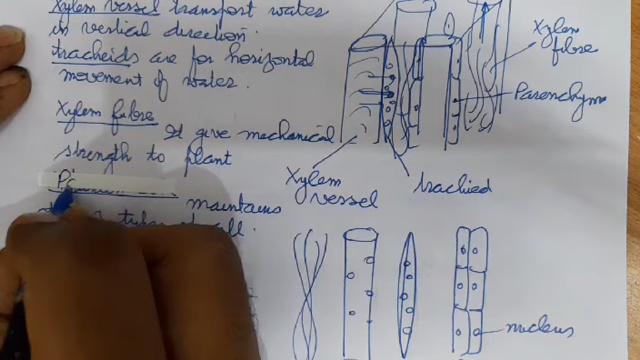 Xylem vessel transport water
in vertical direction.
tracheids are for horizontal
movement of water.
Xylem fibre
It give mechanical
strength to plant
maintains
Xylem
fibre
Parenchyma
Xylem
vessel
trachied
nucleus